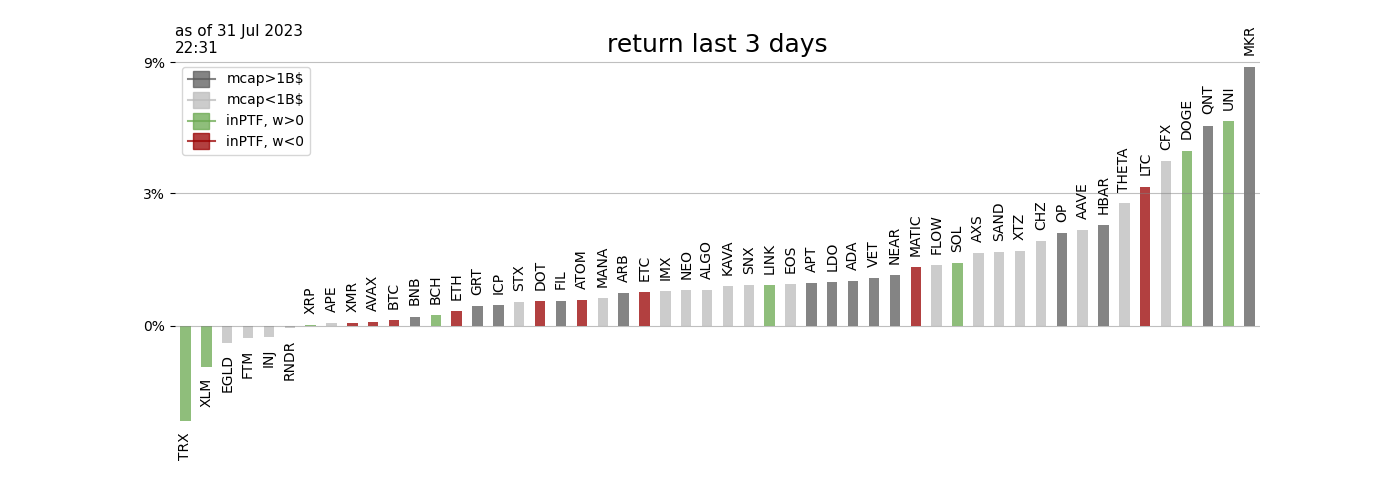 as of 31 Jul 2023
22:31
return last 3 days
9%
3%
0%
mcap>1B$
mcap<1B$
inPTF, w>0
inPTF, w<0
TRX
XLM
EGLD
FTM
INJ
RNDR
XRP
APE
XMR
AVAX
BTC
BNB
BCH
ETH
GRT
ICP
STX
DOT
FIL
ATOM
MANA
ARB
ETC
IMX
NEO
ALGO
KAVA
SNX
LINK
EOS
APT
LDO
ADA
VET
NEAR
MATIC
FLOW
SOL
AXS
SAND
XTZ
CHZ
OP
AAVE
HBAR
THETA
LTC
CFX
DOGE
QNT
UNI
MKR